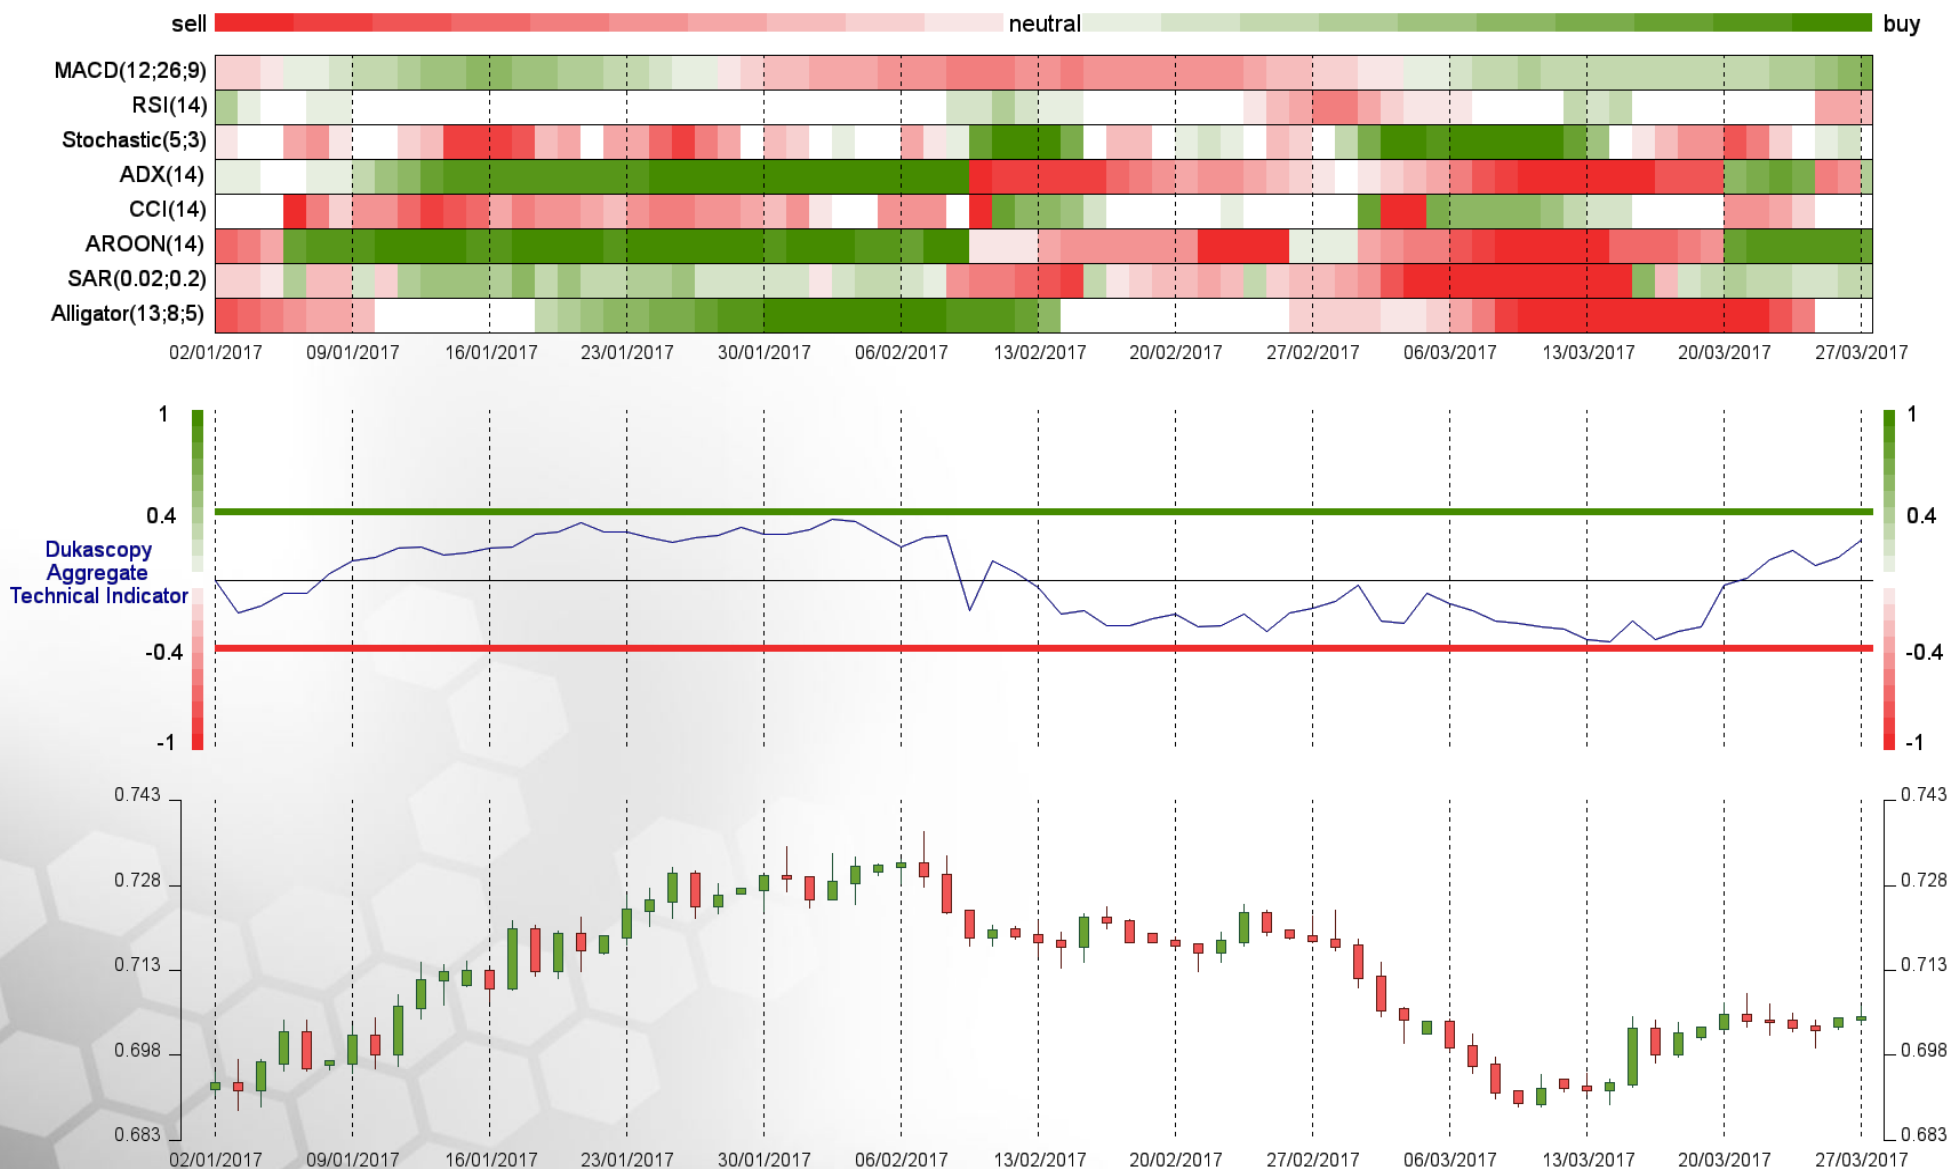 sell neutral buy
MACD(12;26;9)
RSI(14)
Stochastic(5;3)
ADX(14)
CCI(14)
AROON(14)
SAR(0.02;0.2)
Alligator(13;8;5)
02/01/2017 09/01/2017 16/01/2017 23/01/2017 30/01/2017 06/02/2017 13/02/2017 20/02/2017 27/02/2017 06/03/2017 13/03/2017 20/03/2017 27/03/2017
1 1
0.4 0.4
Dukascopy
Aggregate
Technical Indicator
-0.4 -0.4
-1 -1
0.743 0.743
0.728 0.728
0.713 0.713
0.698 0.698
0.683 0.683
02/01/2017 09/01/2017 16/01/2017 23/01/2017 30/01/2017 06/02/2017 13/02/2017 20/02/2017 27/02/2017 06/03/2017 13/03/2017 20/03/2017 27/03/2017